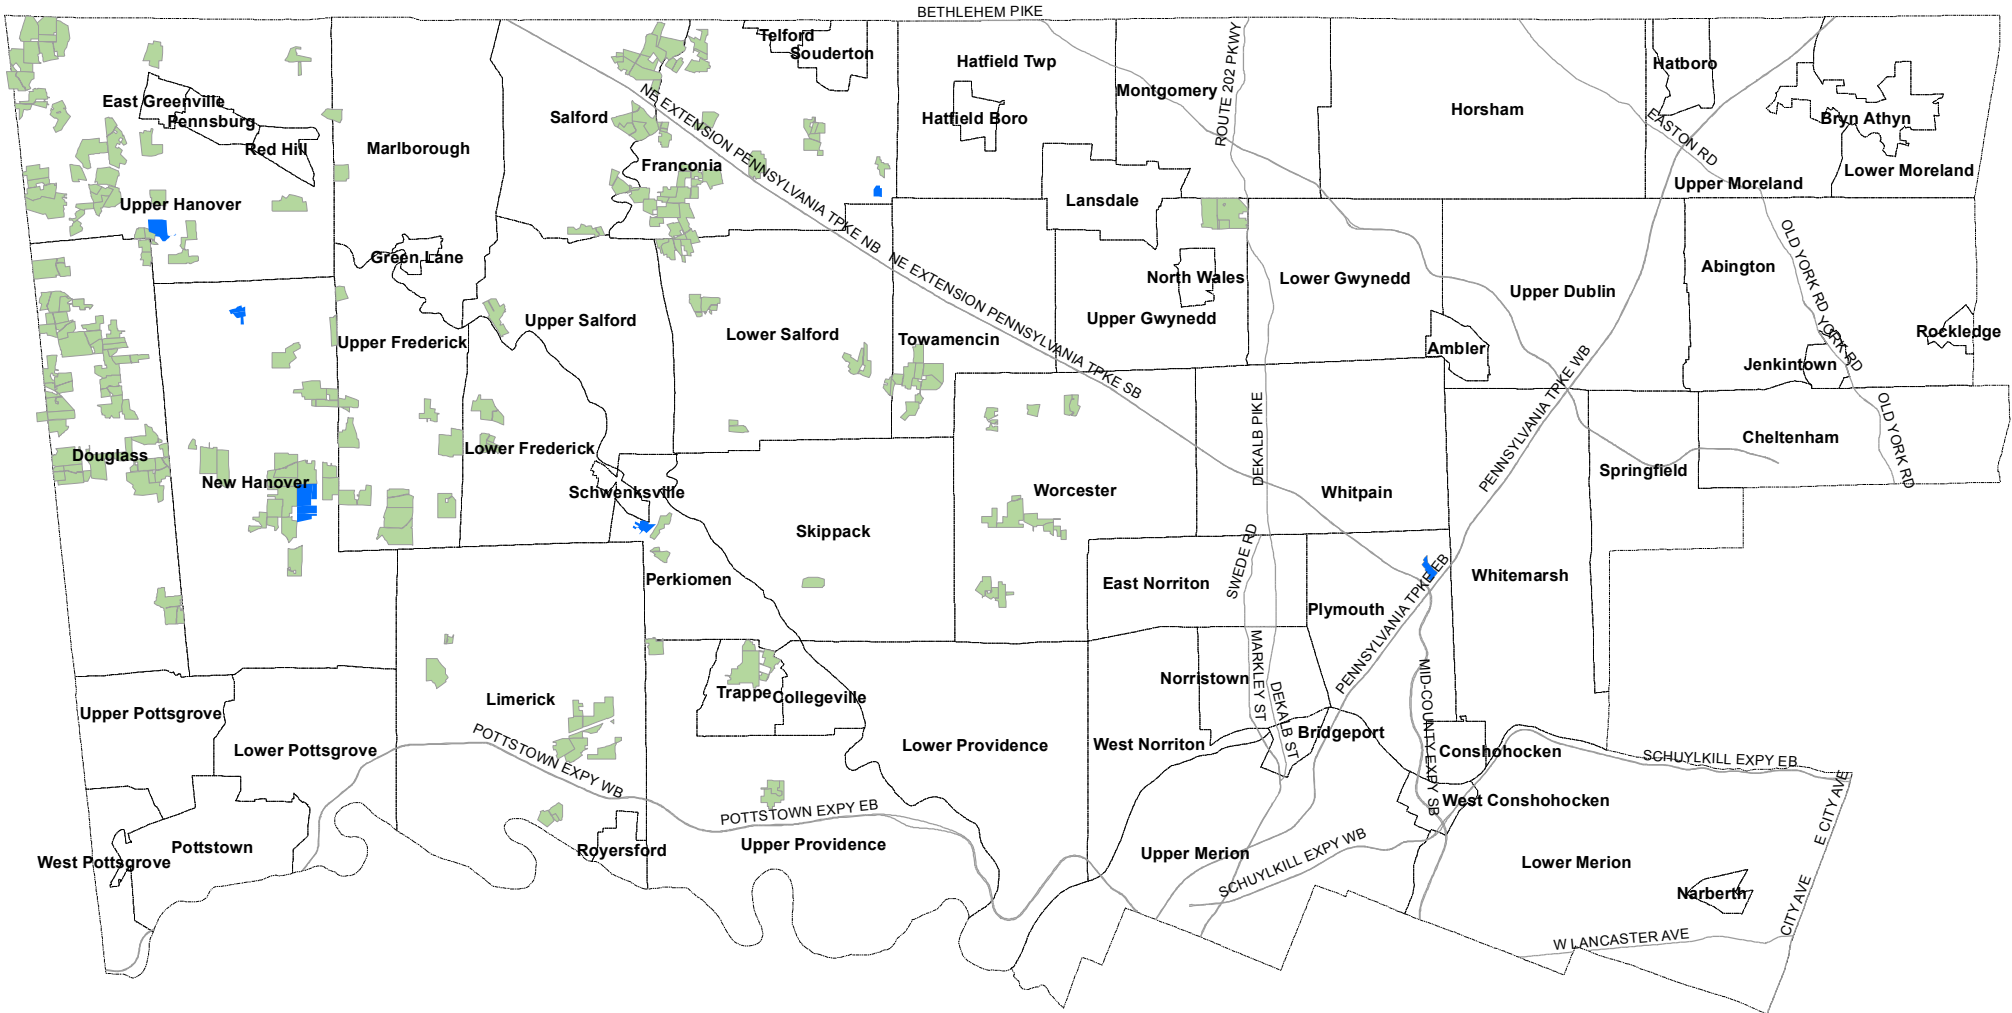 BETHLEHEM PIKE
Telford
Souderton
Hatfield Twp
Hatboro
Montgomery
ROUTE 202 PKWY
Horsham
East Greenville
Pennsburg
Red Hill
Marlborough
Salford
NE EXTENSION PENNSYLVANIA TPKE NB
Hatfield Boro
EASTON RD
Bryn Athyn
Franconia
Lower Moreland
Upper Moreland
Upper Hanover
Lansdale
Green Lane
NE EXTENSION PENNSYLVANIA TPKE SB
North Wales
Lower Gwynedd
Abington
OLD YORK RD
YORK RD
Upper Dublin
Upper Salford
Upper Gwynedd
Lower Salford
Towamencin
Upper Frederick
Ambler
Rockledge
Jenkintown
PENNSYLVANIA TPKE WB
DEKALB PIKE
OLD YORK RD
Cheltenham
Douglass
Lower Frederick
Springfield
New Hanover
Schwenksville
Worcester
Whitpain
Skippack
SWEDE RD
Perkiomen
East Norriton
Whitemarsh
Plymouth
PENNSYLVANIA TPKE EB
Norristown
MARKLEY ST
DEKALB ST
MID-COUNTY EXPY SB
Trappe
Collegeville
Limerick
Upper Pottsgrove
Lower Pottsgrove
POTTSTOWN EXPY WB
Lower Providence
West Norriton
Bridgeport
Conshohocken
SCHUYLKILL EXPY EB
West Conshohocken
POTTSTOWN EXPY EB
E CITY AVE
Pottstown
West Pottsgrove
Royersford
Upper Providence
Upper Merion
SCHUYLKILL EXPY WB
Lower Merion
Narberth
CITY AVE
W LANCASTER AVE